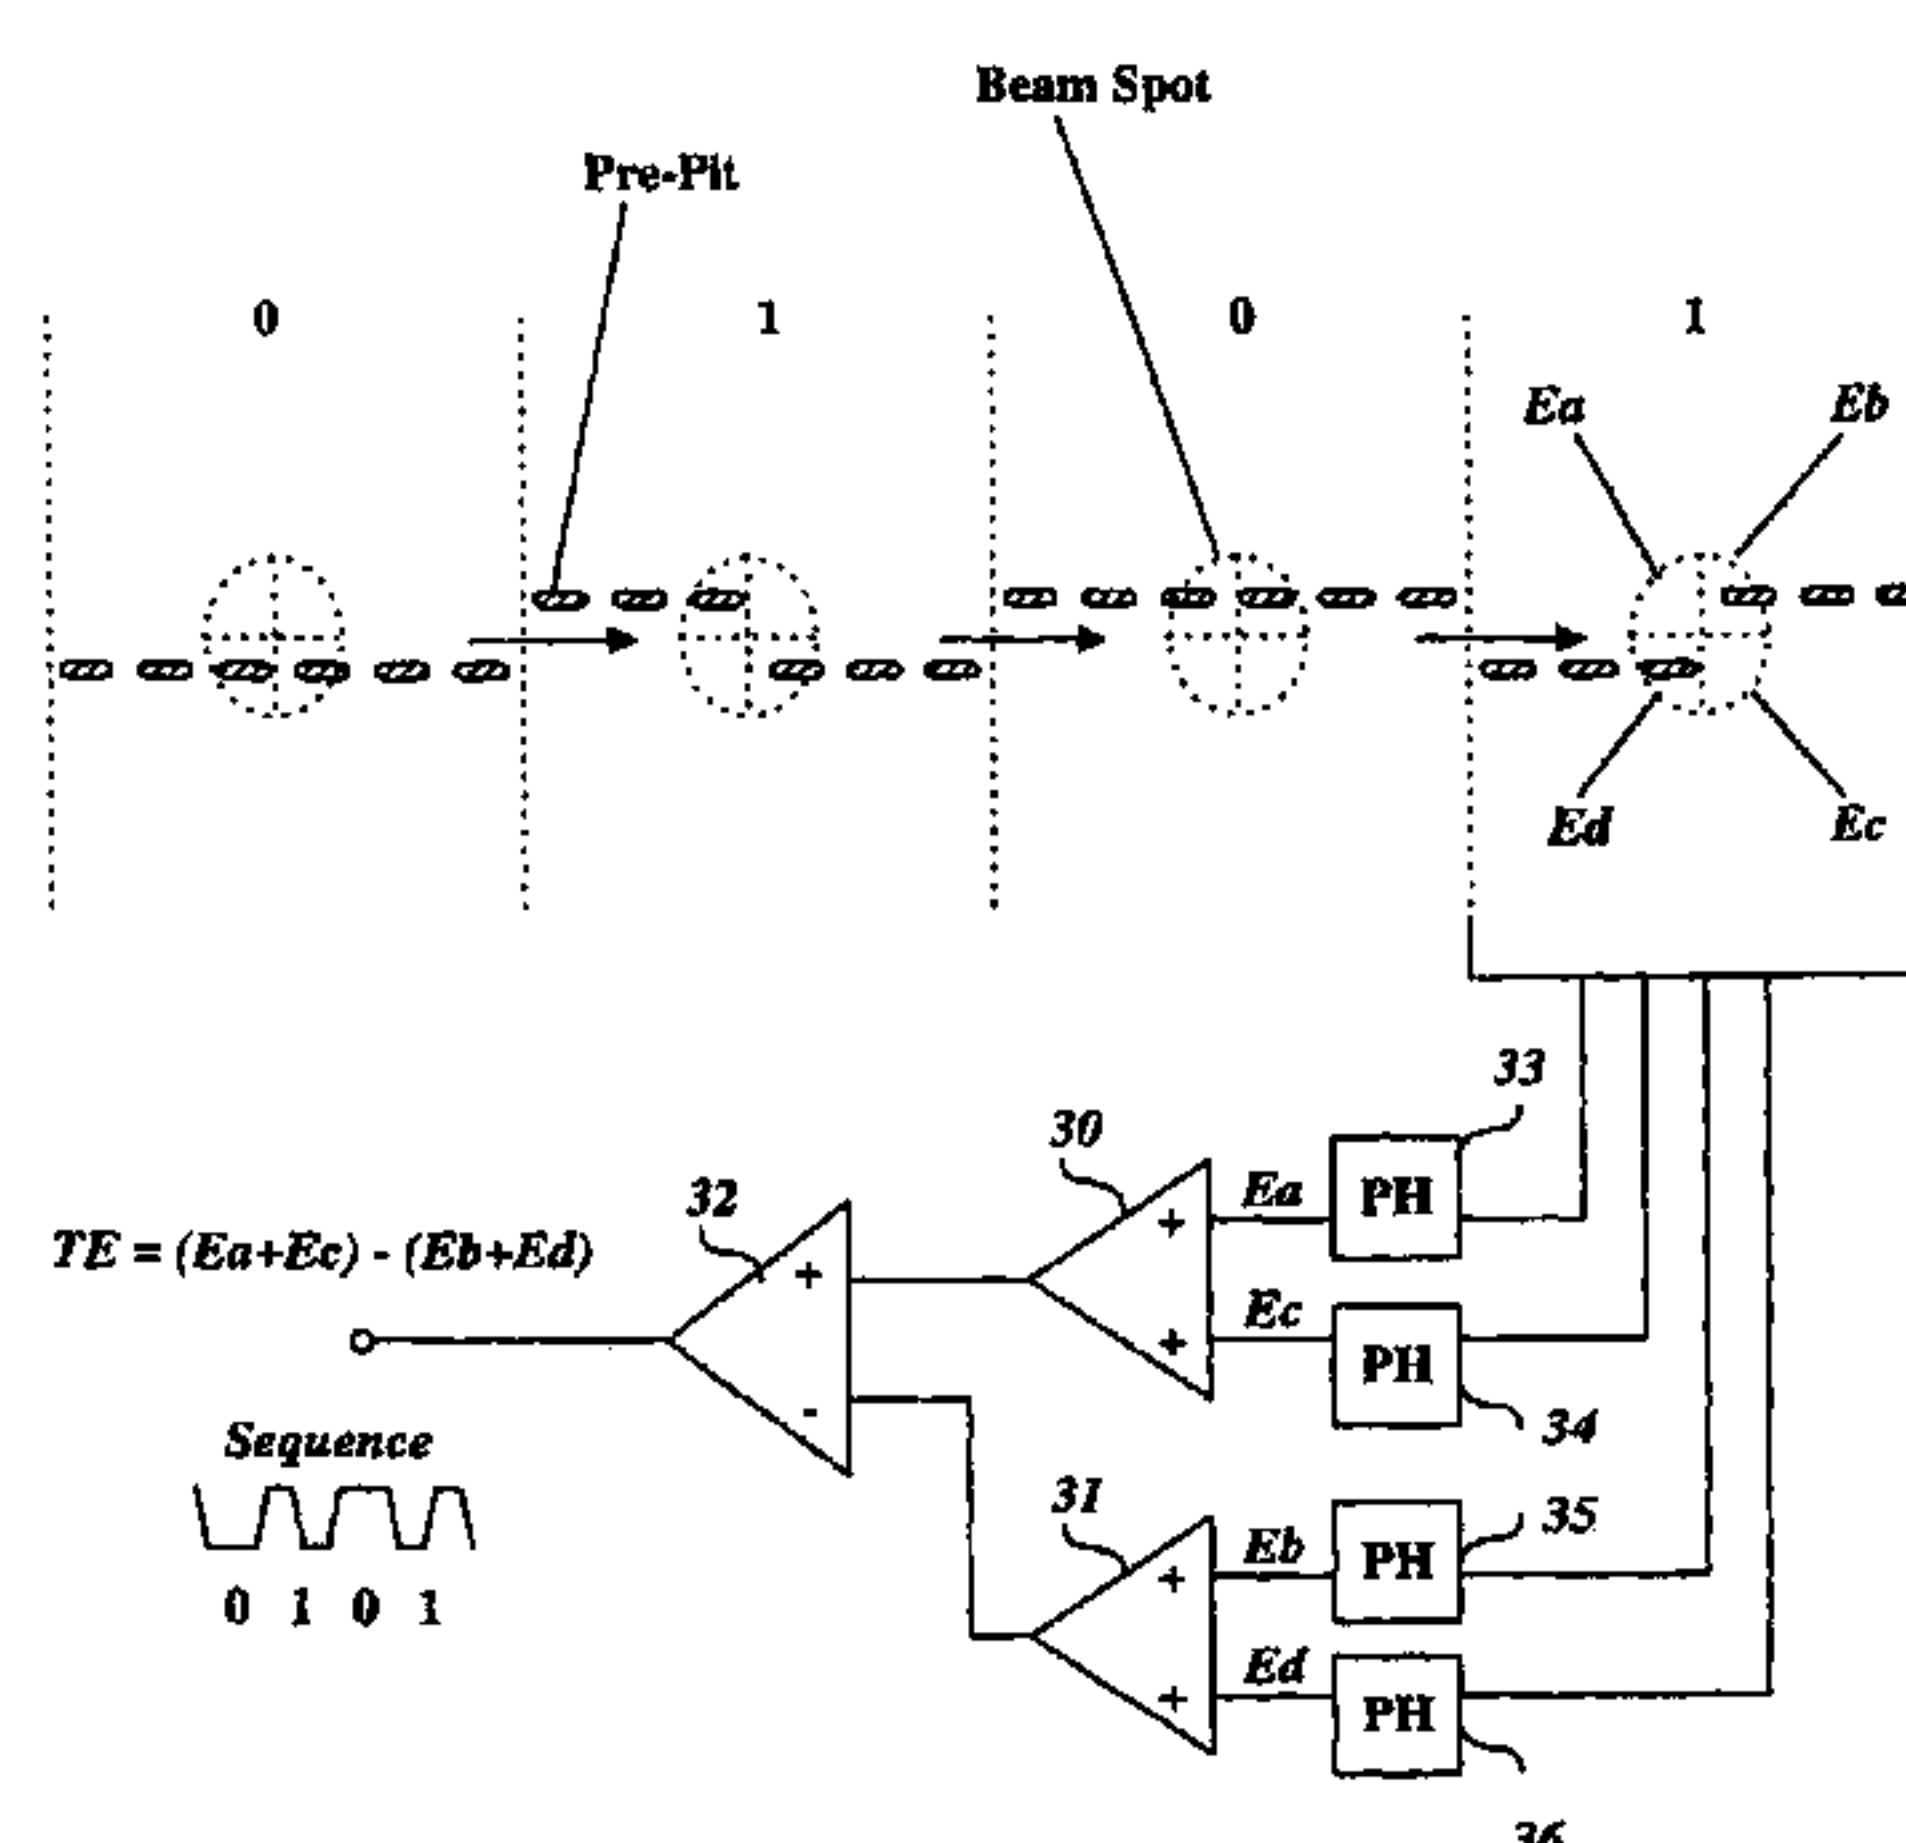 Beam Spot
Pre-Pit
0 1 0 1
Ea Eb
Ed Ec
33
30
Ea
PH
32
+
TE = (Ea+Ec) - (Eb+Ed)
+
Ec
+
PH
-
34
Sequence
31
35
Eb
PH
+
0 1 0 1
Ed
+
PH
36